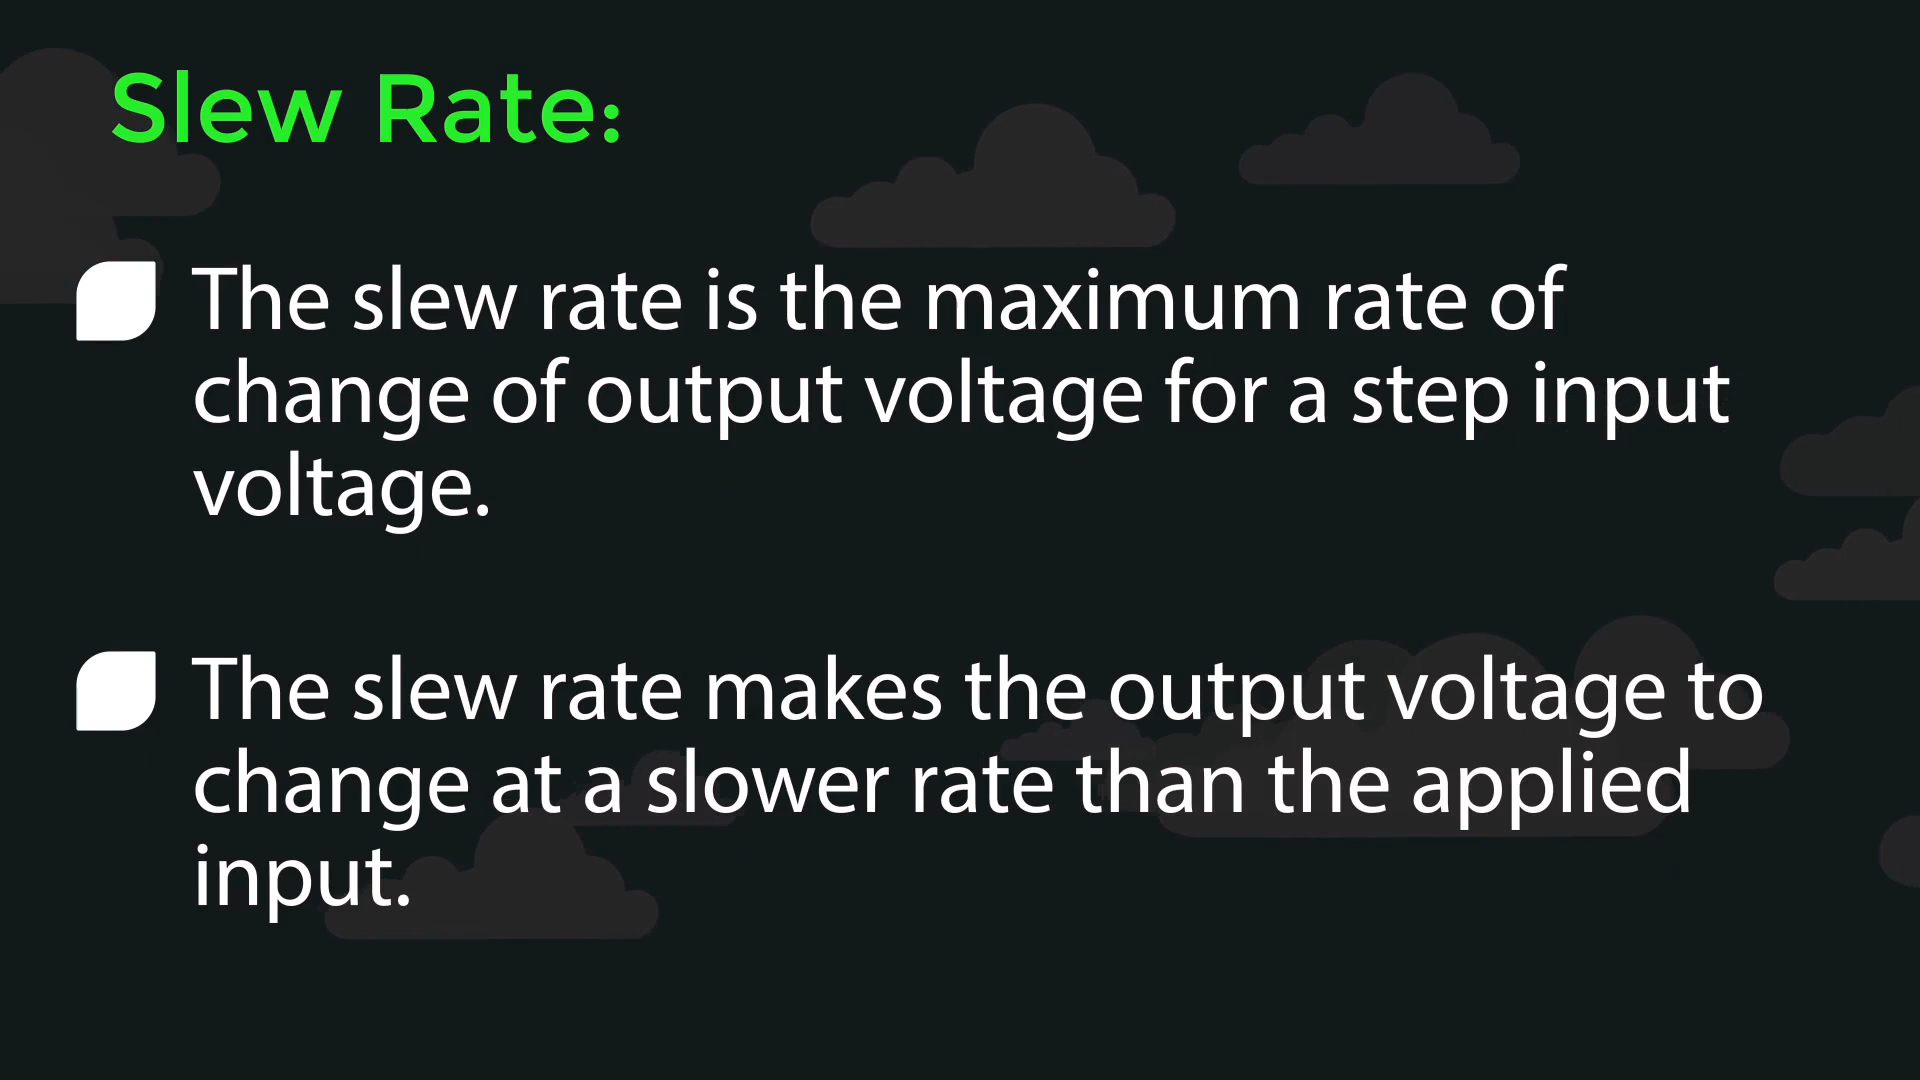 Slew Rate:
The slew rate is the maximum rate of
change of output voltage for a step input
voltage.
The slew rate makes the output voltage to
change at a slower rate than the applied
input.